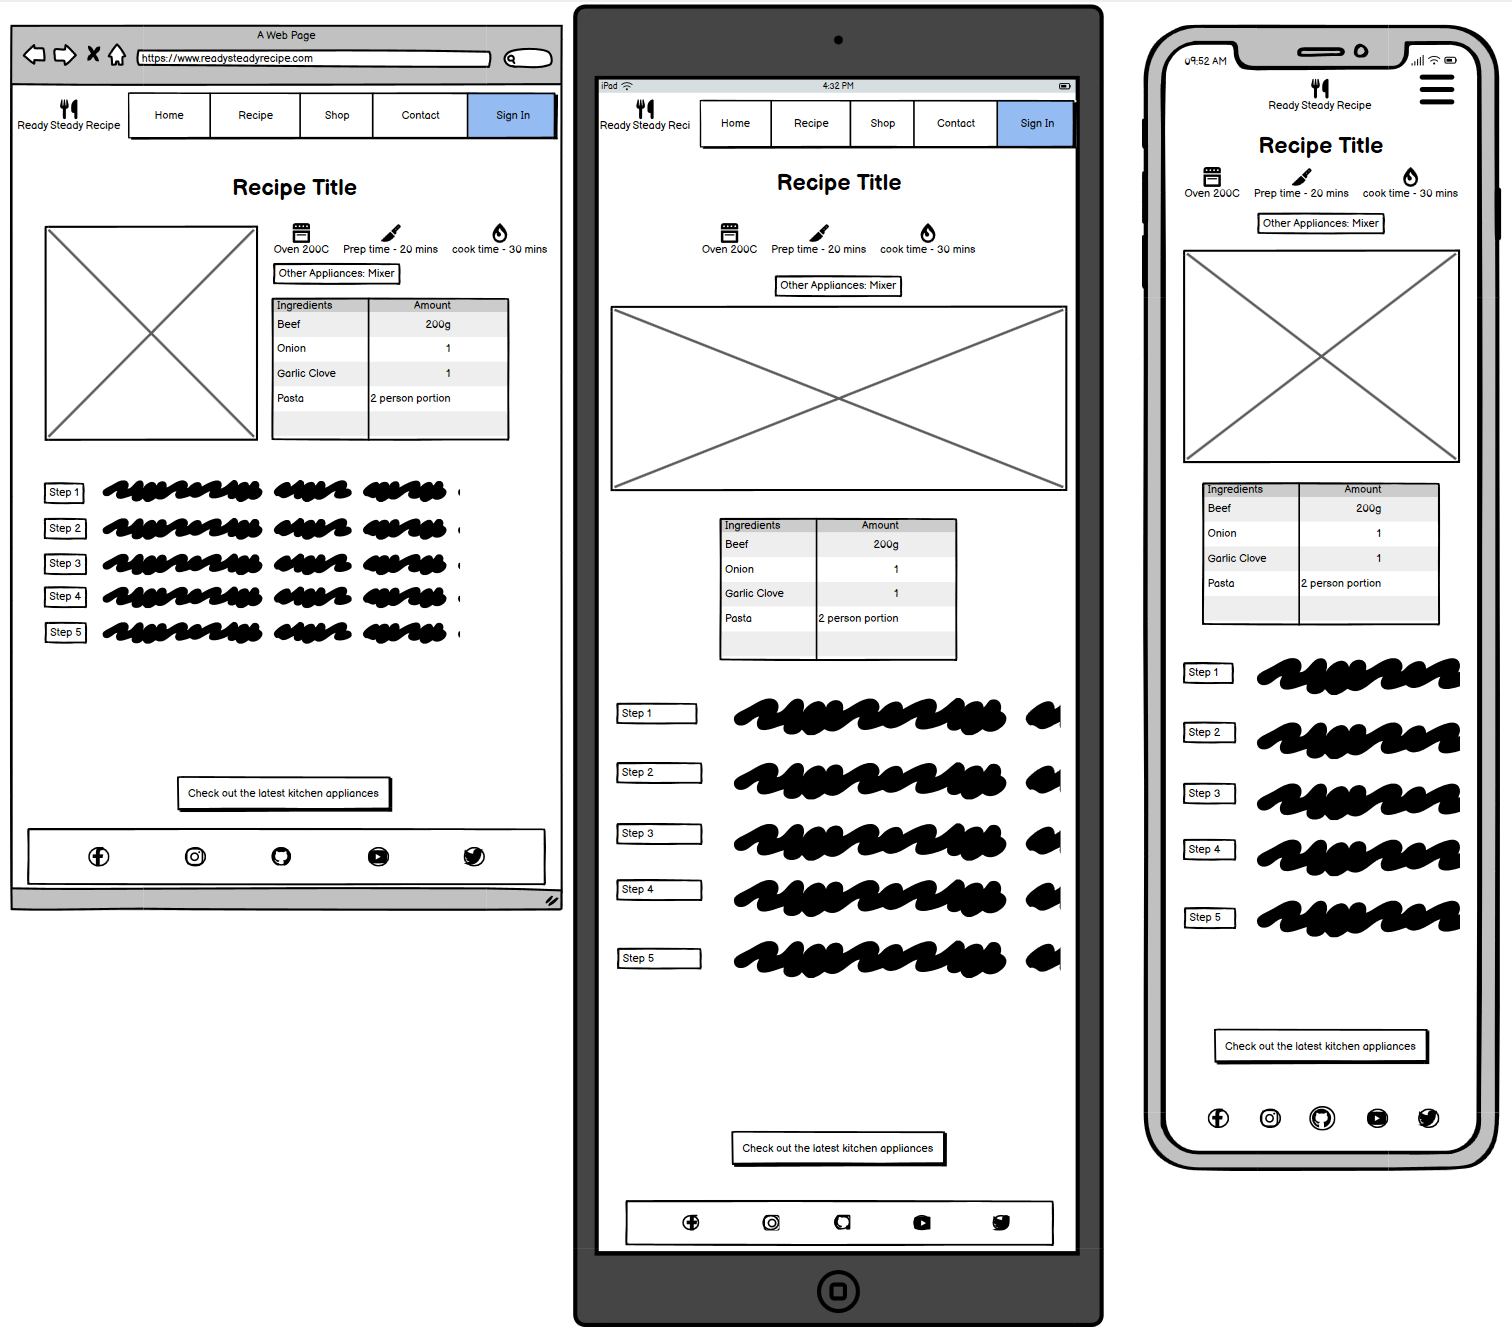 A Web Page
https://www.readysteadyrecipe.com
Ready Steady Recipe
Home Recipe Shop Contact Sign In
Recipe Title
Oven 200C Prep time - 20 mins cook time - 30 mins
Other Appliances: Mixer
Ingredients Amount
Beef 200g
Onion 1
Garlic Clove 1
Pasta 2 person portion
Step 1
Step 2
Step 3
Step 4
Step 5
Check out the latest kitchen appliances
iPad 4:32 PM
Ready Steady Reci
Home Recipe Shop Contact Sign In
Recipe Title
Oven 200C Prep time - 20 mins cook time - 30 mins
Other Appliances: Mixer
Ingredients Amount
Beef 200g
Onion 1
Garlic Clove 1
Pasta 2 person portion
Step 1
Step 2
Step 3
Step 4
Step 5
Check out the latest kitchen appliances
09:52 AM
Ready Steady Recipe
Recipe Title
Oven 200C Prep time - 20 mins cook time - 30 mins
Other Appliances: Mixer
Ingredients Amount
Beef 200g
Onion 1
Garlic Clove 1
Pasta 2 person portion
Step 1
Step 2
Step 3
Step 4
Step 5
Check out the latest kitchen appliances